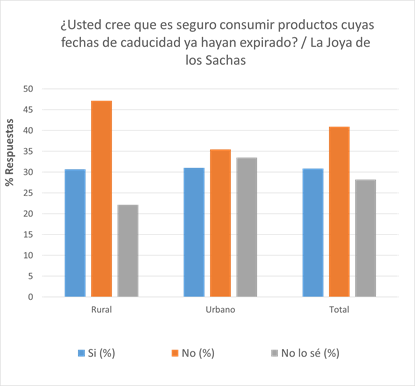 ¿Usted cree que es seguro consumir productos cuyas
fechas de caducidad ya hayan expirado? / La Joya de
los Sachas
% Respuestas
50
45
40
35
30
25
20
15
10
5
0
Rural
Urbano
Total
Si (%)
No (%)
No lo sé (%)